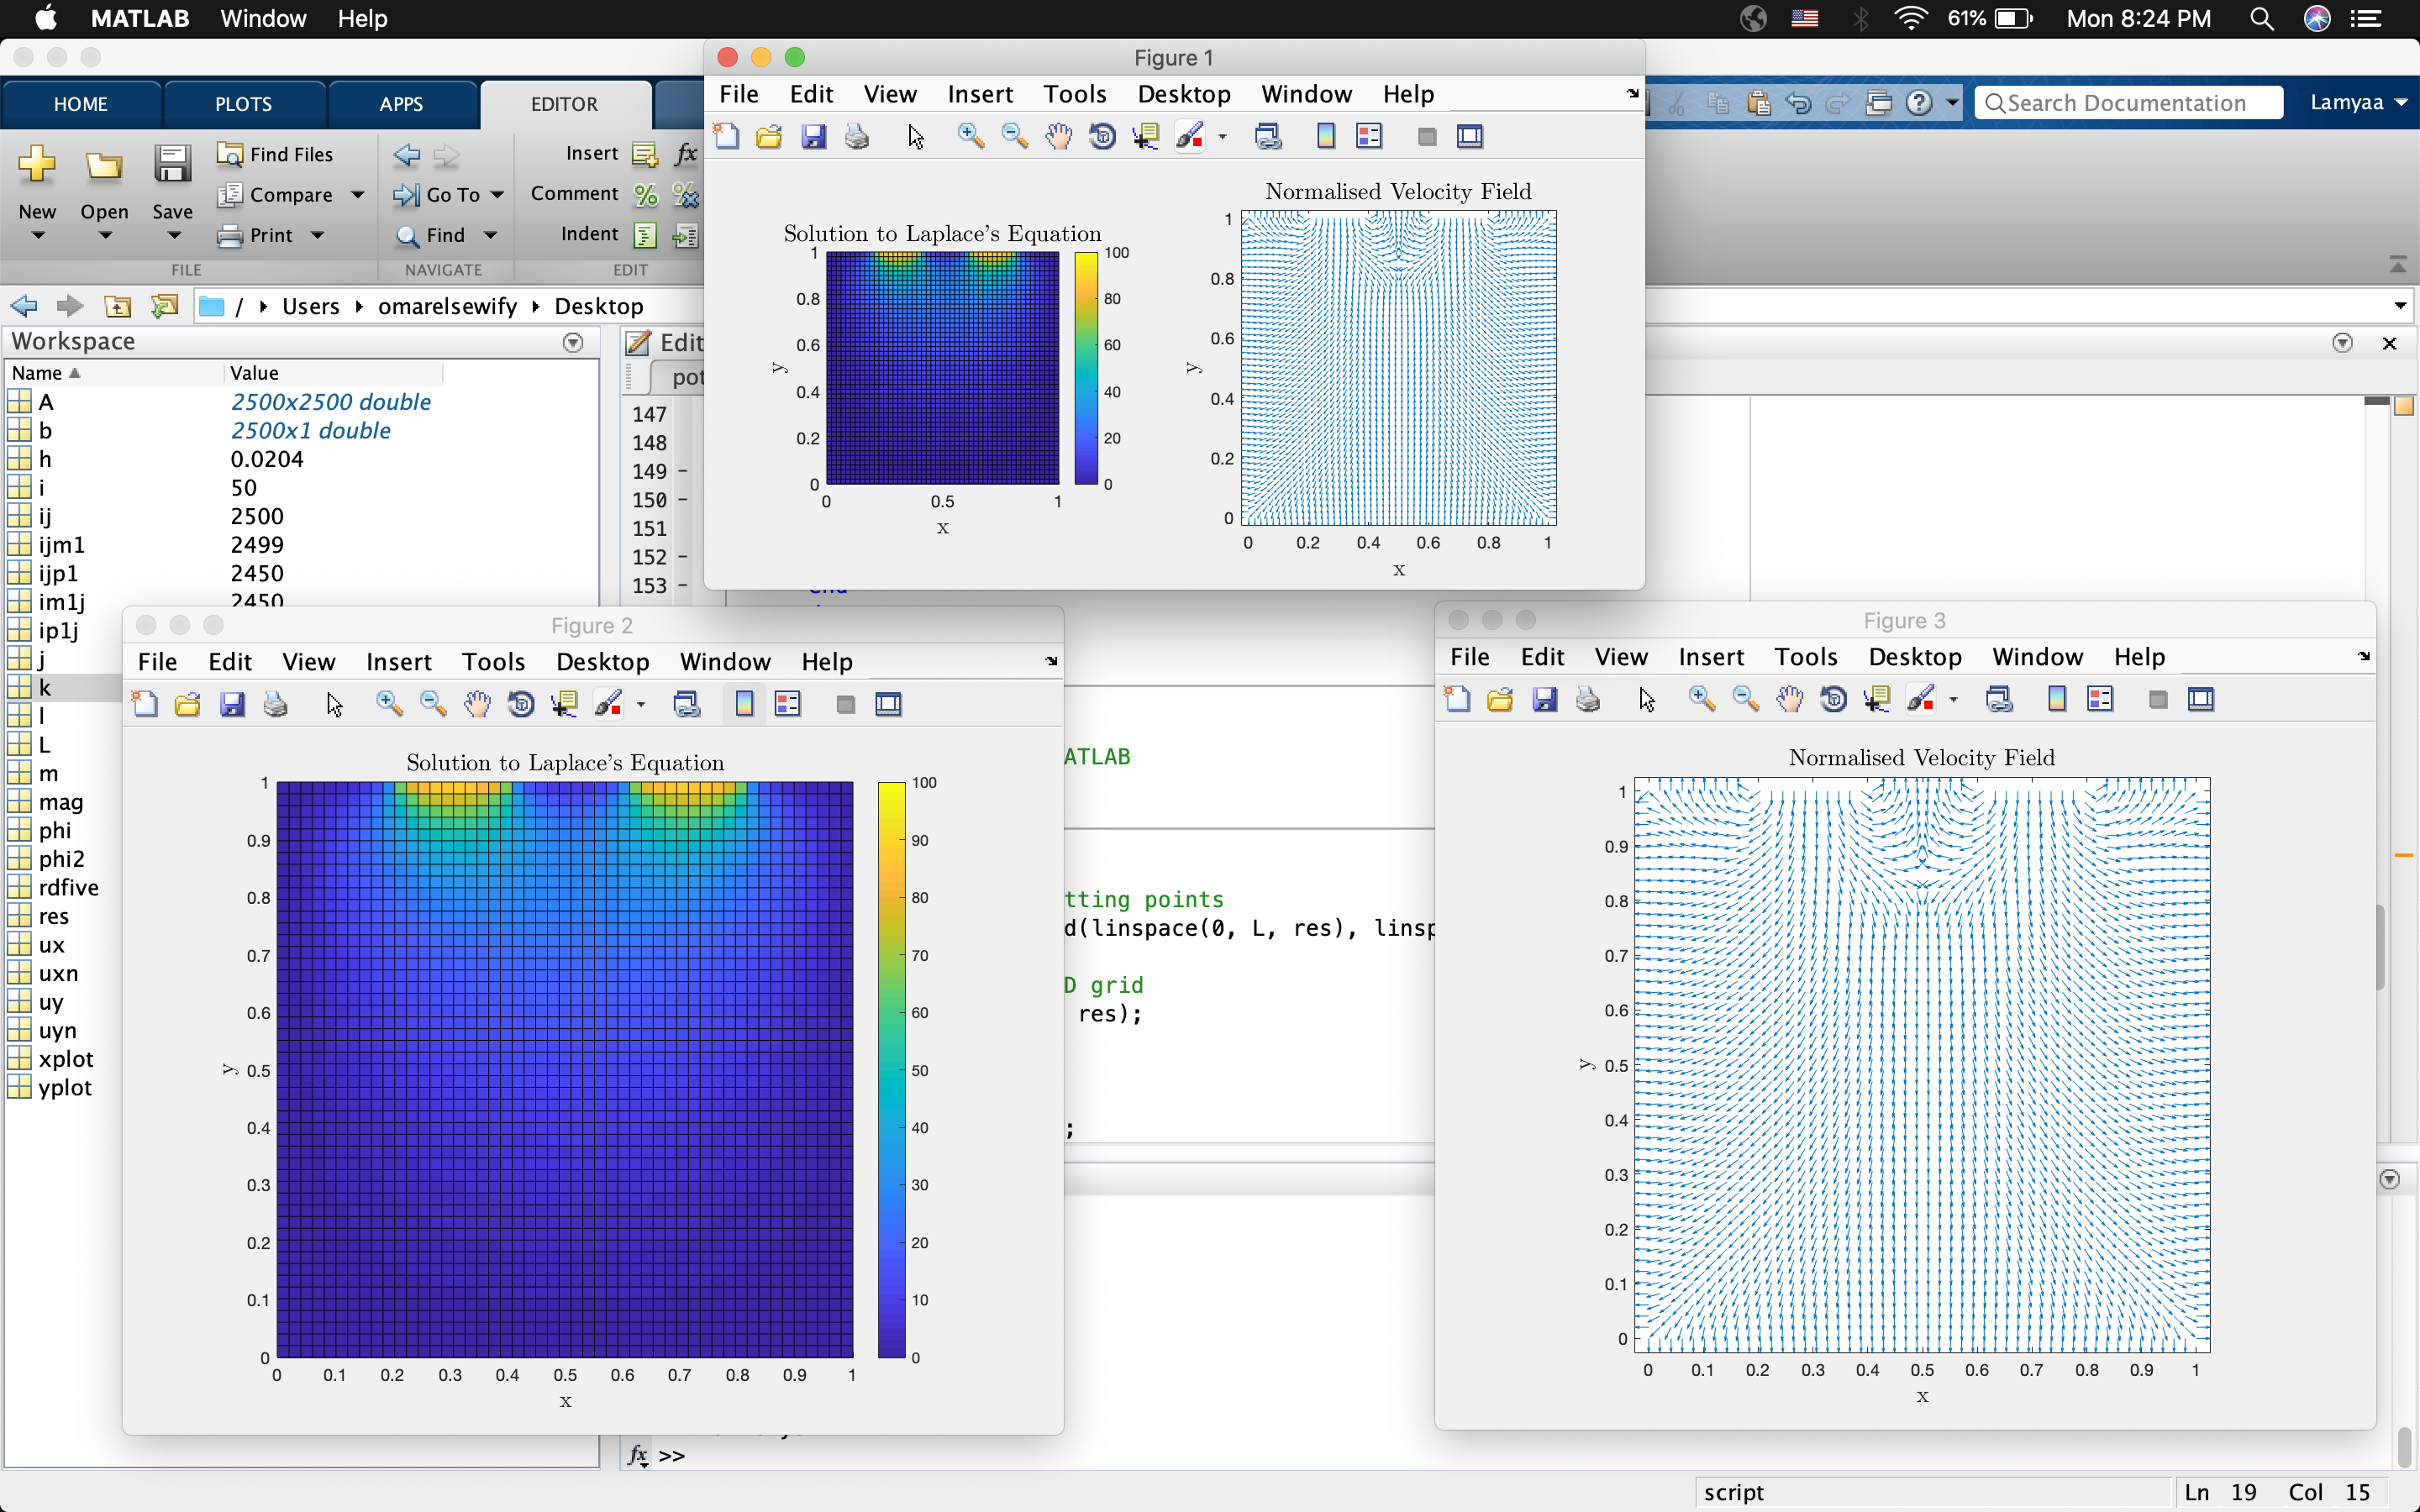 MATLAB Window Help 61% Mon 8:24 PM
Figure 1
HOME PLOTS APPS EDITOR
File Edit View Insert Tools Desktop Window Help
Search Documentation Lamyaa
New Open Save
Find Files
Compare
Print
Go To
Find
Insert fx
Comment
Indent
FILE NAVIGATE EDIT
/ Users omarelsewify Desktop
Solution to Laplace's Equation
1
0.8
0.6
0.4
0.2
0
y
0 0.5 1
x
100
80
60
40
20
0
Normalised Velocity Field
1
0.8
0.6
0.4
0.2
0
y
0 0.2 0.4 0.6 0.8 1
x
Workspace
Name Value
A 2500x2500 double
b 2500x1 double
h 0.0204
i 50
ij 2500
ijm1 2499
ijp1 2450
im1j 2450
ip1j
j
k
l
L
m
mag
phi
phi2
rdfive
res
ux
uxn
uy
uyn
xplot
yplot
Edit
pot
147
148
149 -
150 -
151
152 -
153 -
end
Figure 2
File Edit View Insert Tools Desktop Window Help
Solution to Laplace's Equation
1
0.9
0.8
0.7
0.6
0.5
0.4
0.3
0.2
0.1
0
y
0 0.1 0.2 0.3 0.4 0.5 0.6 0.7 0.8 0.9 1
x
100
90
80
70
60
50
40
30
20
10
0
ATLAB
tting points
d(linspace(0, L, res), linsp
D grid
res);
;
Figure 3
File Edit View Insert Tools Desktop Window Help
Normalised Velocity Field
1
0.9
0.8
0.7
0.6
0.5
0.4
0.3
0.2
0.1
0
y
0 0.1 0.2 0.3 0.4 0.5 0.6 0.7 0.8 0.9 1
x
fx >>
script Ln 19 Col 15